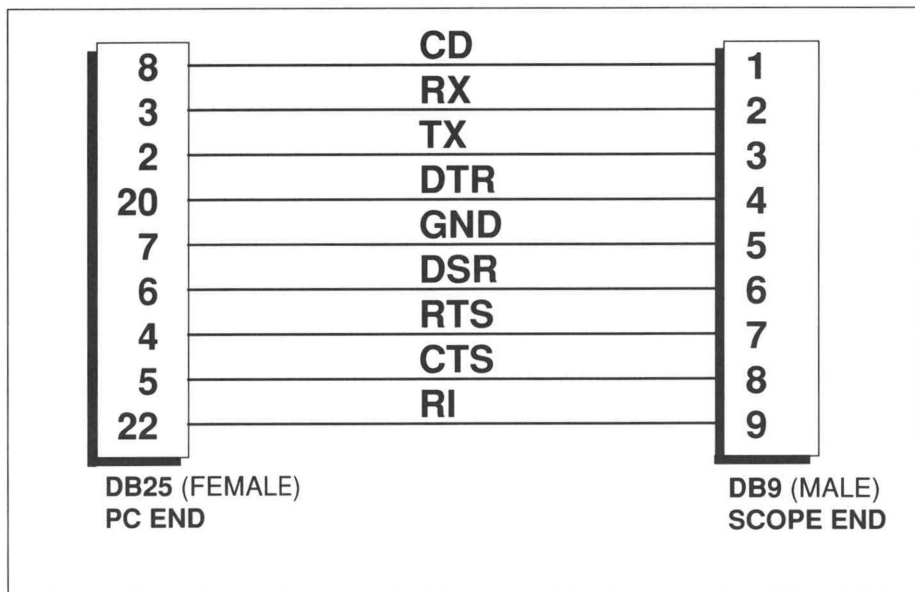 CD
8 1
RX
3 2
TX
2 3
DTR
20 4
GND
7 5
DSR
6 6
RTS
4 7
CTS
5 8
RI
22 9
DB25 (FEMALE) DB9 (MALE)
PC END SCOPE END